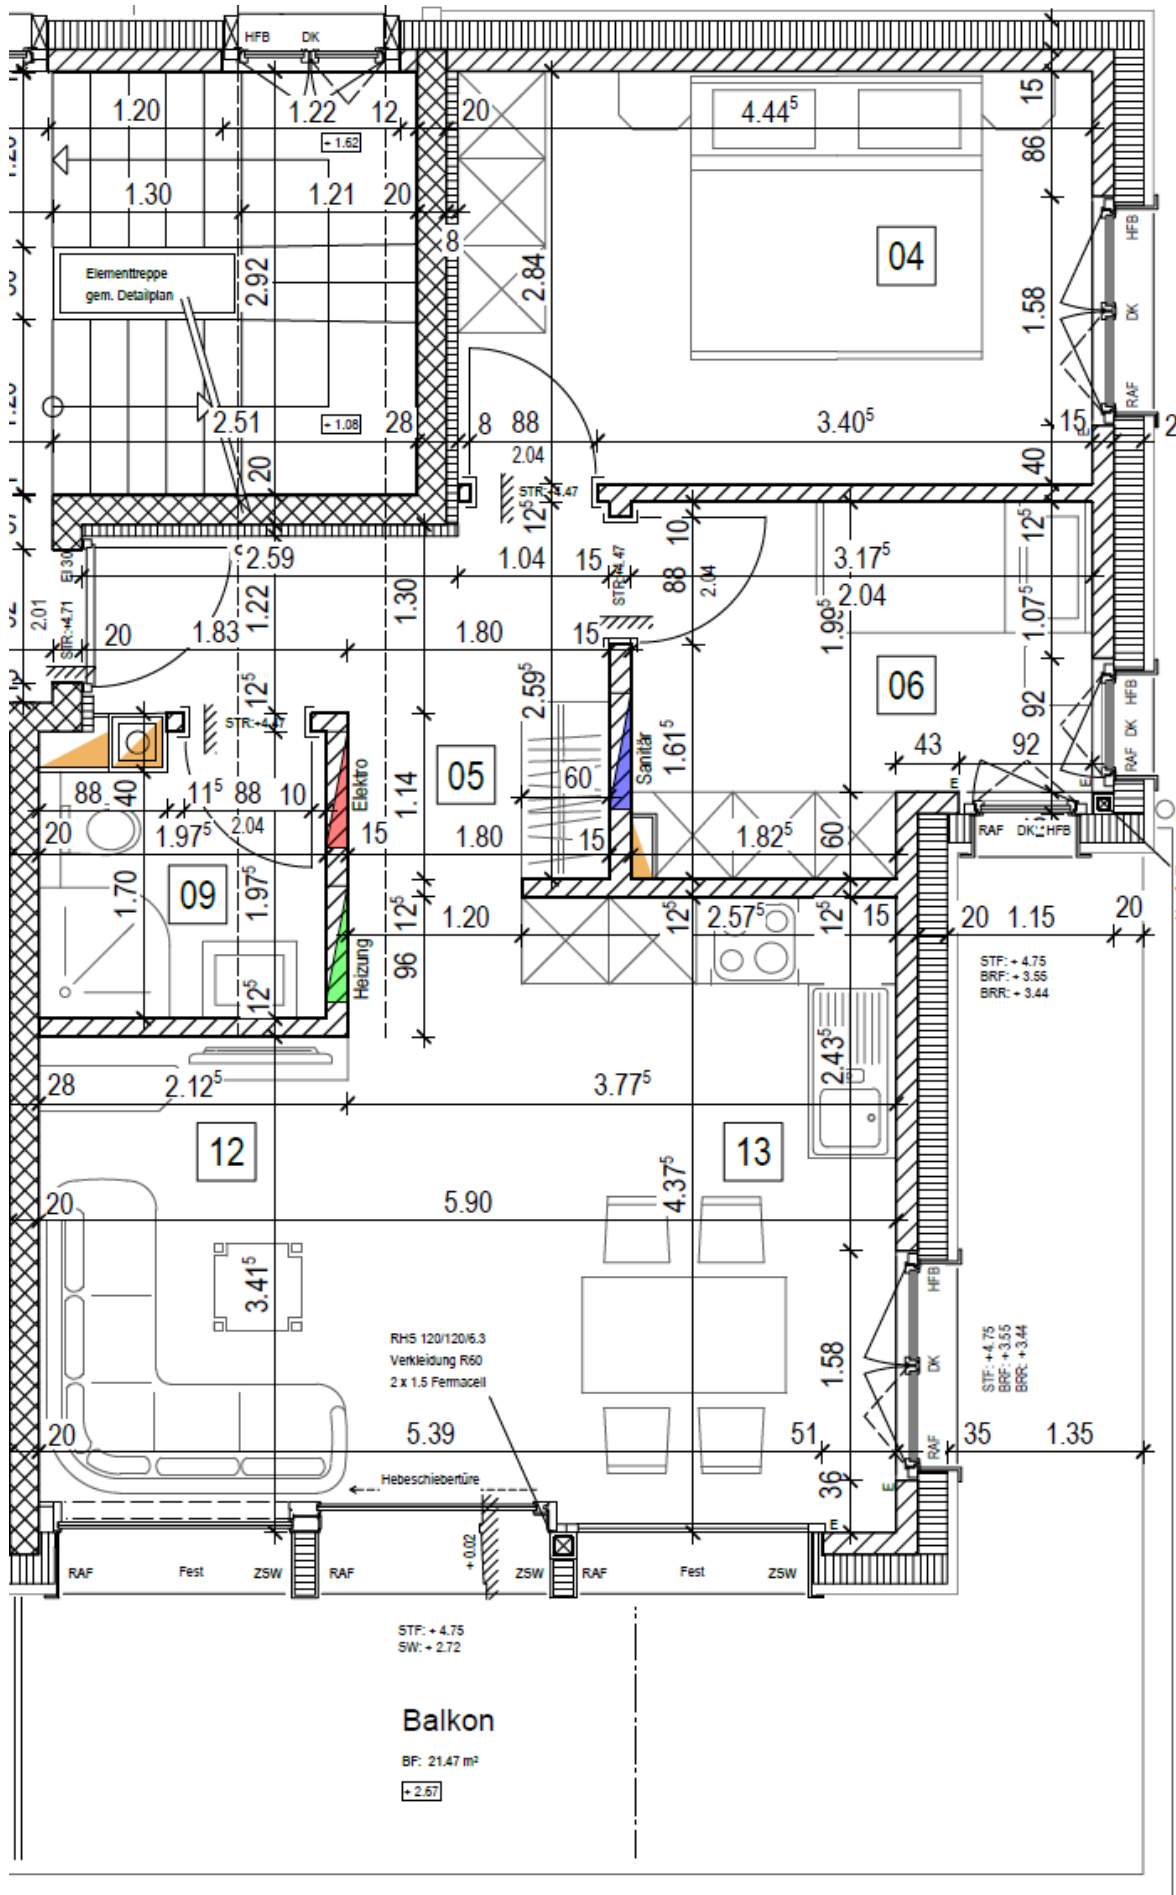 HFB DK
1.20 1.22 12 20 4.44⁵
+ 1.62
15
86
1.30 1.21 20
8
04
HFB
Elementtreppe
gem. Detailplan
2.92
2.84
1.58
DK
RAF
2.51
+ 1.08
28 8 88 3.40⁵ 15
2.04
E
20
40
STR:+4.47
12⁵
10
12⁵
EI 30
2.01
STR:+4.71
2.59 1.04 15 3.17⁵
STR:+4.47
88
2.04
2.04
1.99⁵
1.07⁵
1.22
1.30
20 1.83 1.80 15
12⁵
2.59⁵
06
92
HFB
DK
RAF
STR:+4.47
Sanitär
1.61⁵
43 92
05
60
E
E
Elektro
1.14
40
88 11⁵ 88 10
2.04
20 1.97⁵ 15 1.80 15 1.82⁵ 60
RAF DK HFB
09
1.70
1.97⁵
12⁵
Heizung
12⁵
96
1.20
12⁵
2.57⁵
12⁵
15 20 1.15 20
STF: + 4.75
BRF: + 3.55
BRR: + 3.44
2.43⁵
28 2.12⁵ 3.77⁵
12
13
4.37⁵
20 5.90
3.41⁵
HFB
DK
RAF
RHS 120/120/6.3
Verkleidung R60
2 x 1.5 Fermacell
1.58
STF: +4.75
BRF: +3.55
BRR: +3.44
20 5.39 51 35 1.35
Hebeschiebertüre
36
E
E
+ 0.02
RAF Fest ZSW RAF ZSW RAF Fest ZSW
STF: + 4.75
SW: + 2.72
Balkon
BF: 21.47 m²
+ 2.67